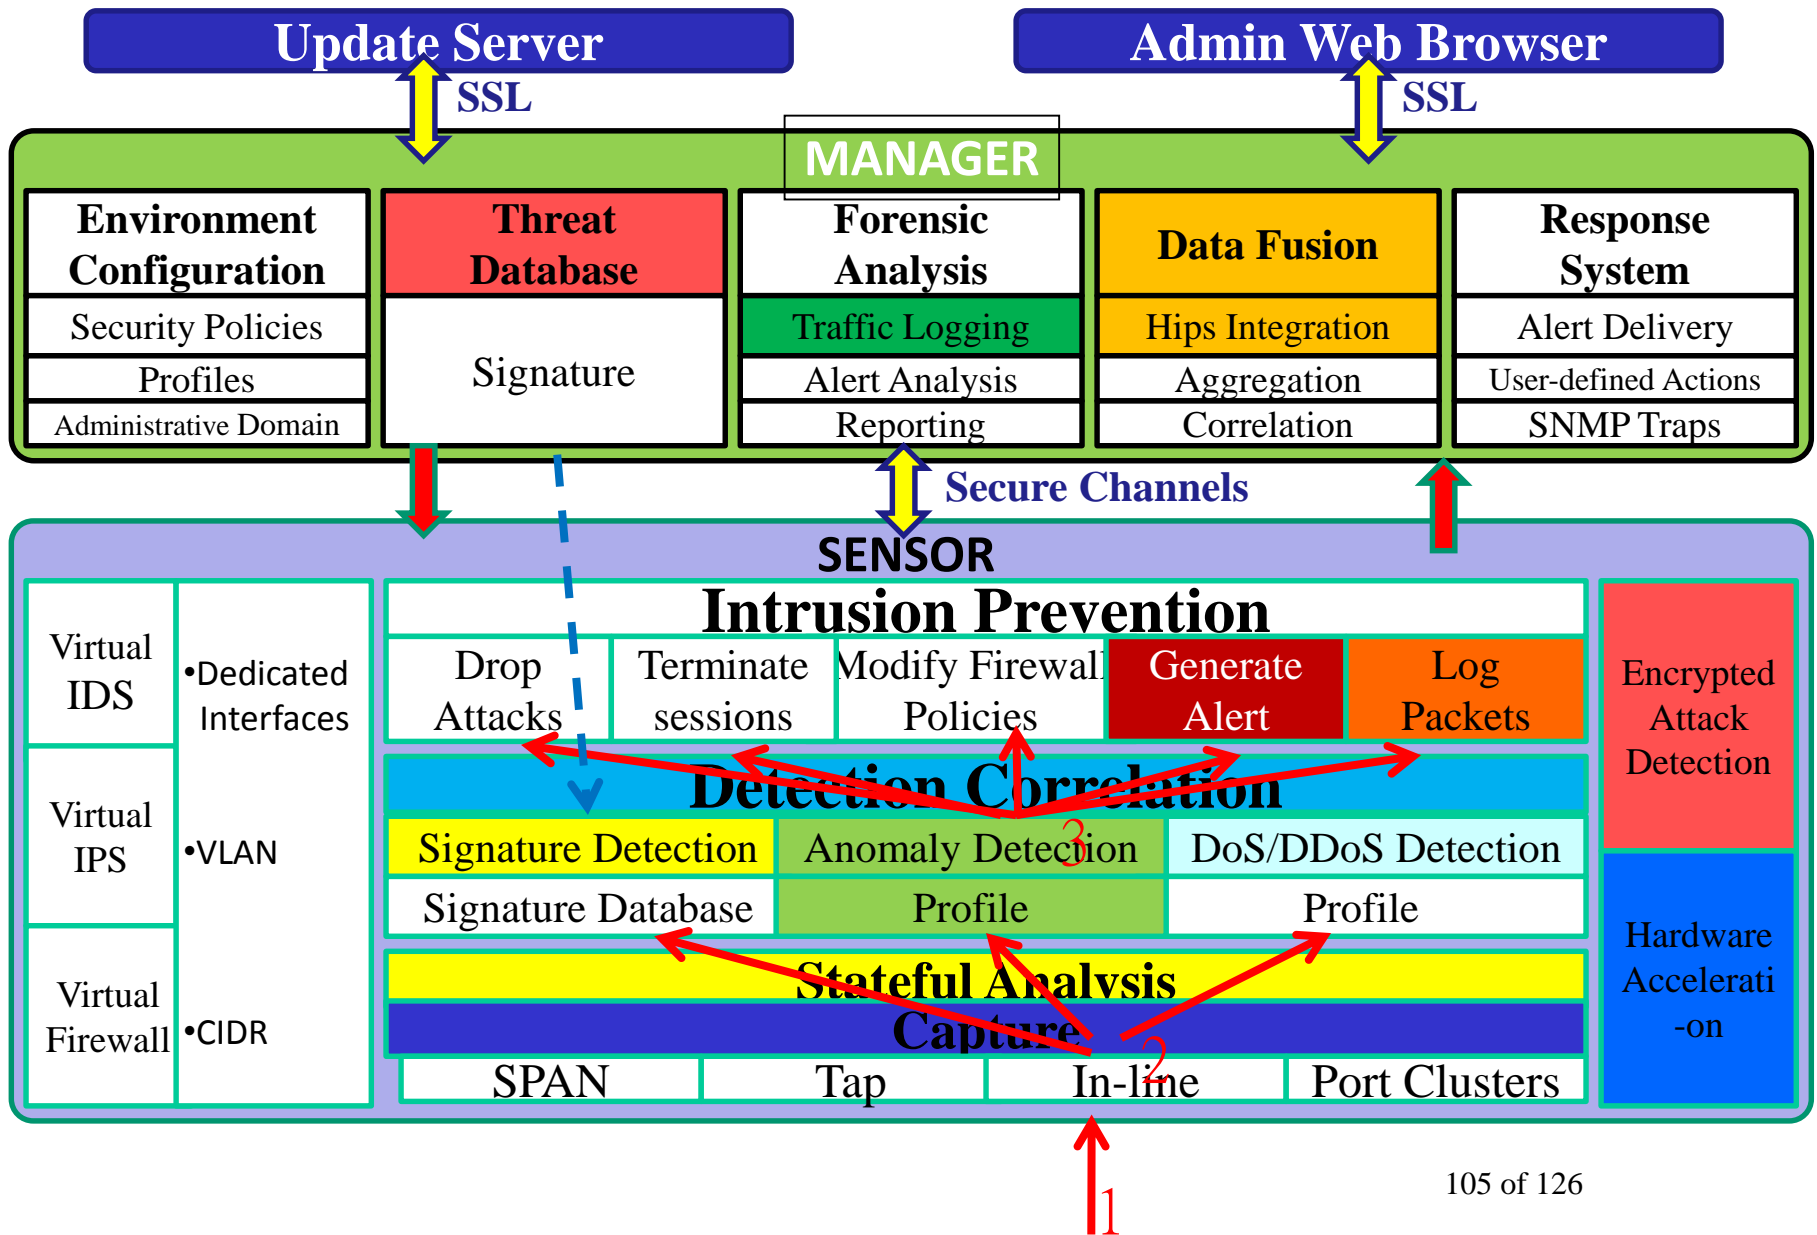 Update Server
Admin Web Browser
SSL
SSL
MANAGER
Environment
Configuration
Security Policies
Profiles
Administrative Domain
Threat
Database
Signature
Forensic
Analysis
Traffic Logging
Alert Analysis
Reporting
Data Fusion
Hips Integration
Aggregation
Correlation
Response
System
Alert Delivery
User-defined Actions
SNMP Traps
Secure Channels
SENSOR
Virtual
IDS
Virtual
IPS
Virtual
Firewall
•Dedicated
Interfaces
•VLAN
•CIDR
Intrusion Prevention
Drop
Attacks
Terminate
sessions
Modify Firewall
Policies
Generate
Alert
Log
Packets
Detection Correlation
Signature Detection
Anomaly Detection
DoS/DDoS Detection
3
Signature Database
Profile
Profile
Stateful Analysis
Capture
2
SPAN
Tap
In-line
Port Clusters
Encrypted
Attack
Detection
Hardware
Accelerati
-on
1
105 of 126